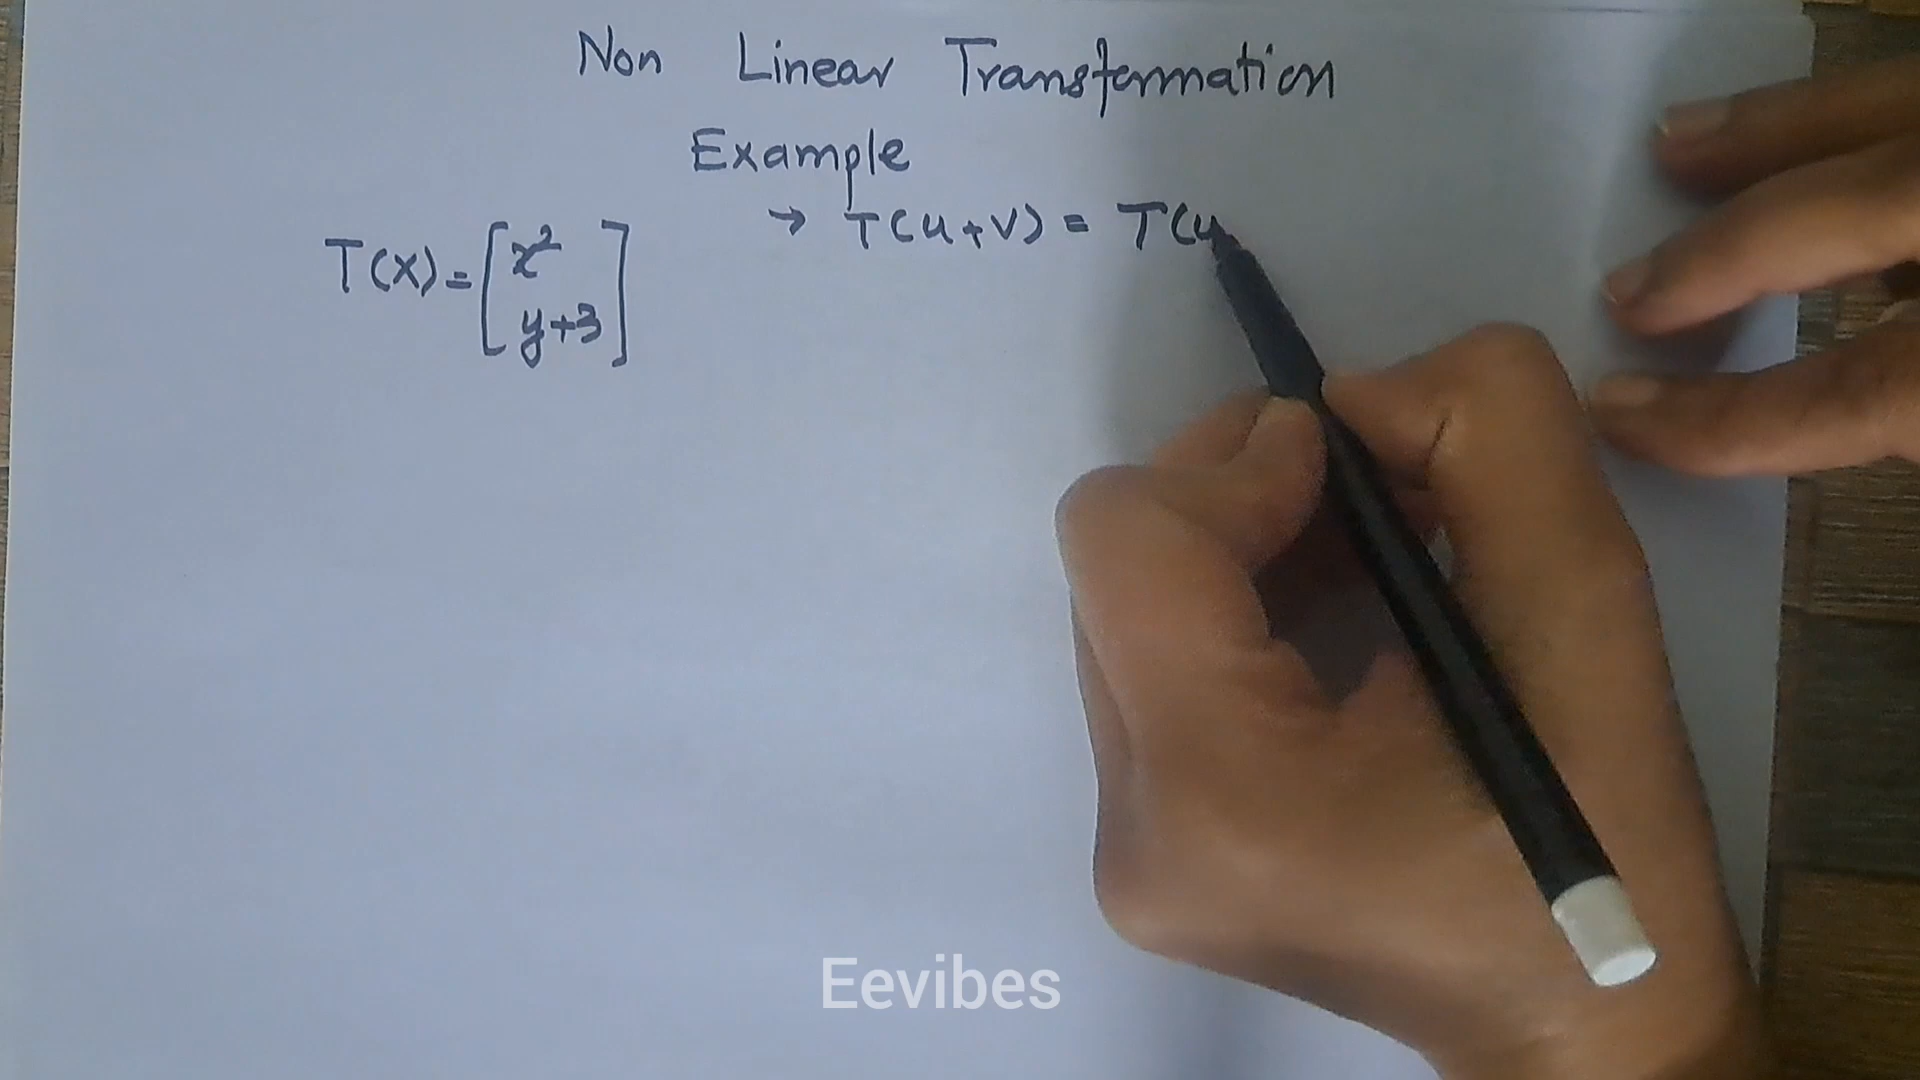 Non Linear Transformation
Example
→ T(u+v) = T(u
T(x) = [x²
y+3]
Eevibes